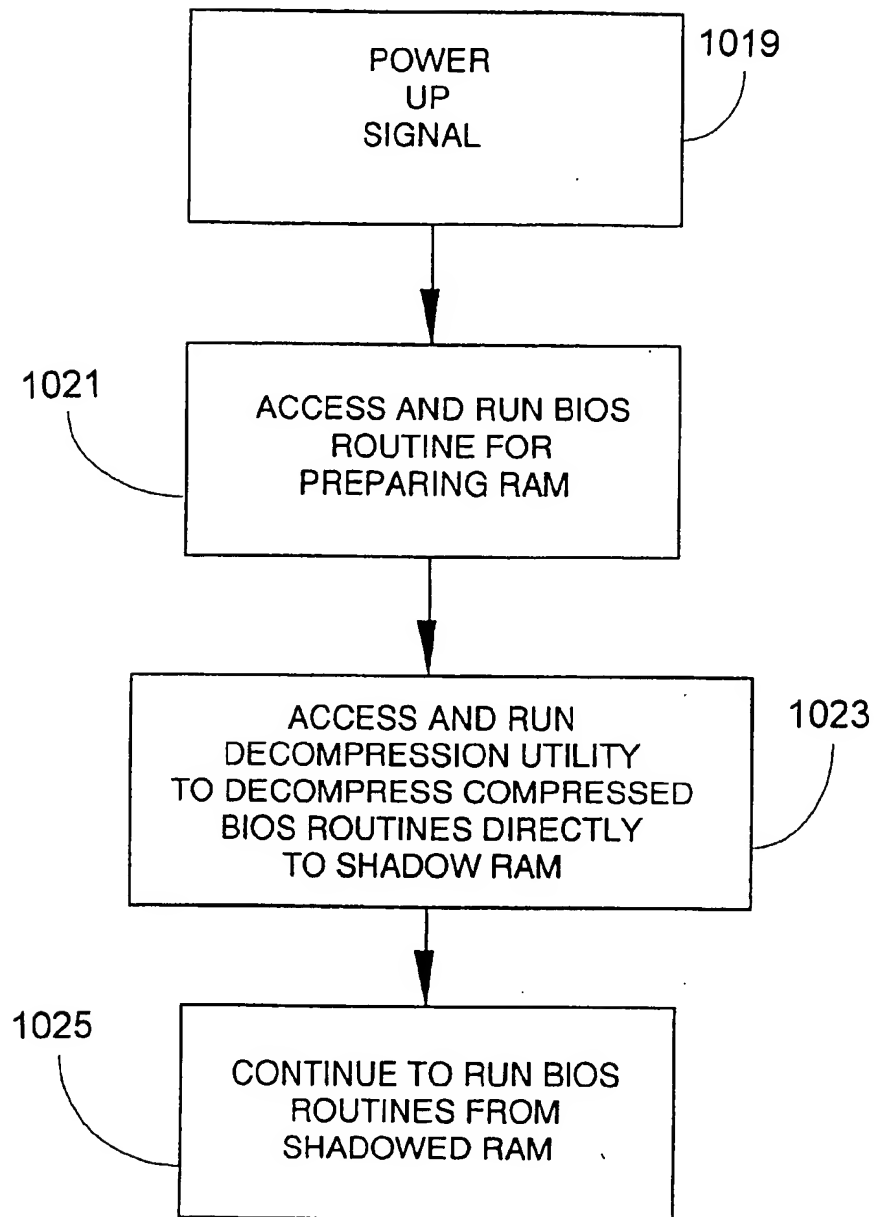 1019
POWER
UP
SIGNAL
1021
ACCESS AND RUN BIOS
ROUTINE FOR
PREPARING RAM
1023
ACCESS AND RUN
DECOMPRESSION UTILITY
TO DECOMPRESS COMPRESSED
BIOS ROUTINES DIRECTLY
TO SHADOW RAM
1025
CONTINUE TO RUN BIOS
ROUTINES FROM
SHADOWED RAM